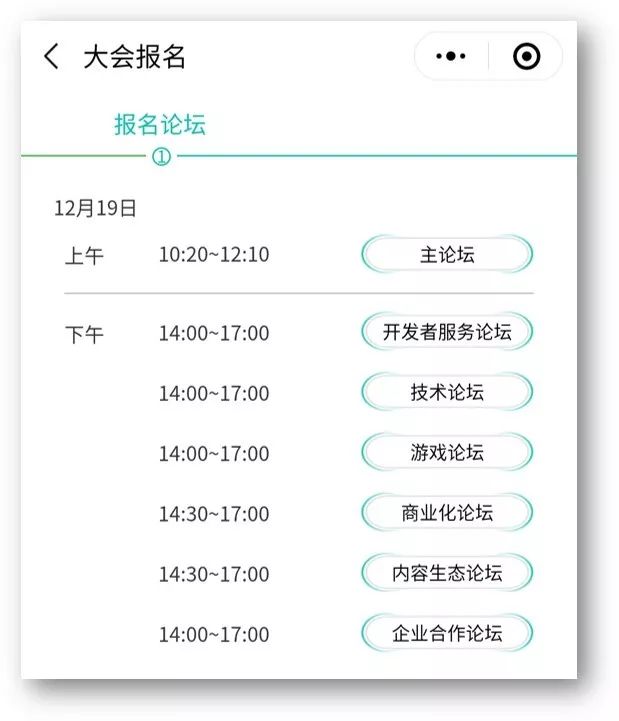 大会报名
报名论坛
①
12月19日
上午 10:20~12:10 主论坛
下午 14:00~17:00 开发者服务论坛
14:00~17:00 技术论坛
14:00~17:00 游戏论坛
14:30~17:00 商业化论坛
14:30~17:00 内容生态论坛
14:00~17:00 企业合作论坛